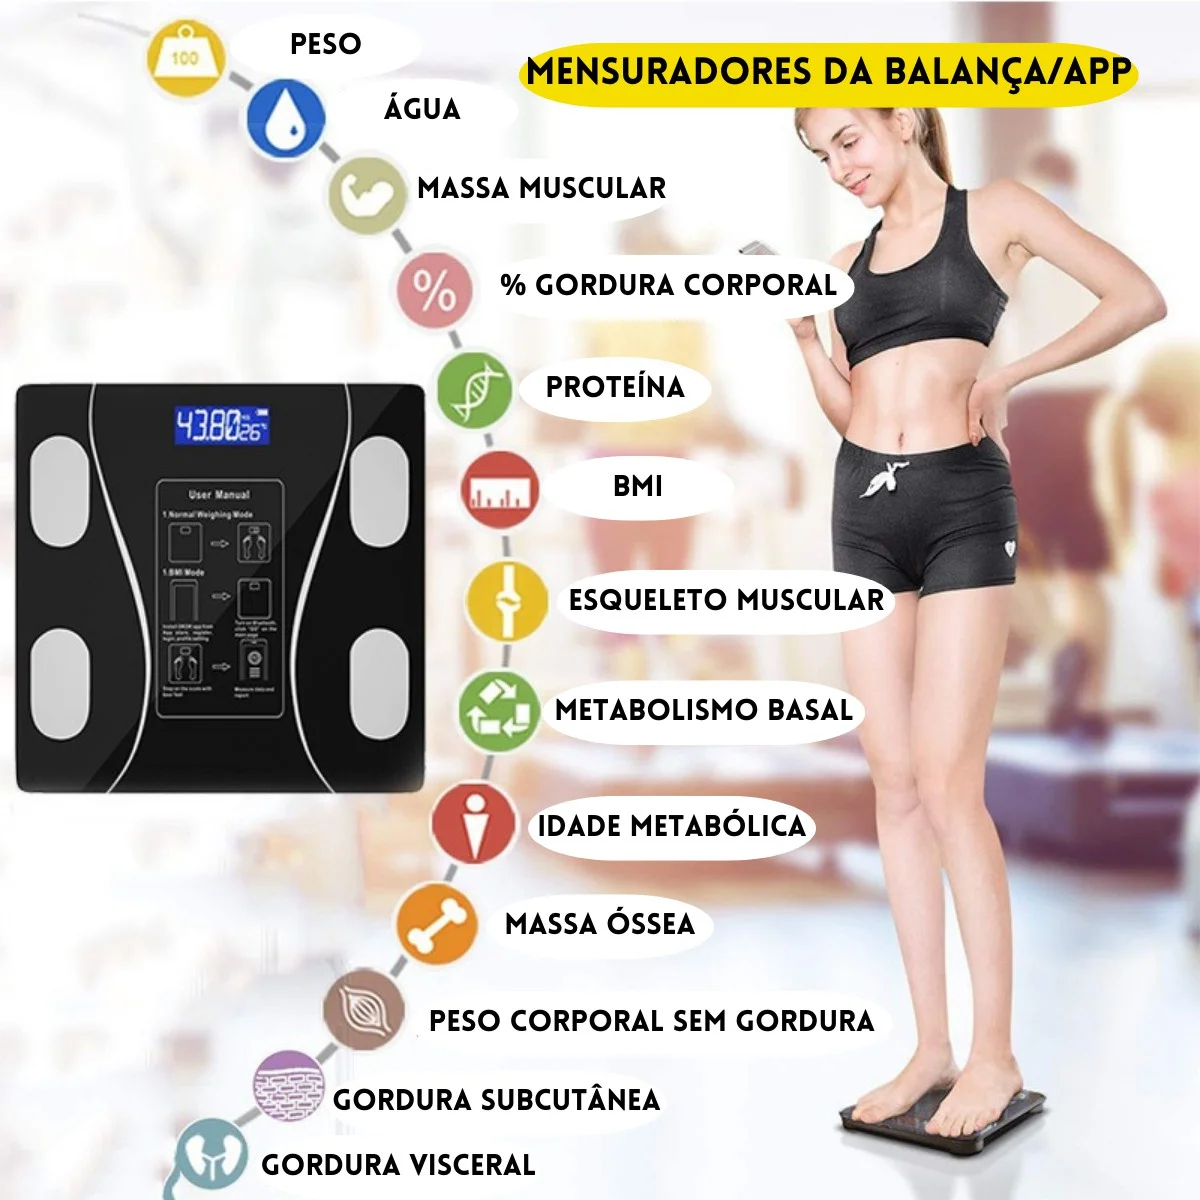 100
PESO
MENSURADORES DA BALANÇA/APP
ÁGUA
MASSA MUSCULAR
%
% GORDURA CORPORAL
PROTEÍNA
43.80
26
User Manual
1.Normal Weighing Mode
1.BMI Mode
BMI
ESQUELETO MUSCULAR
METABOLISMO BASAL
IDADE METABÓLICA
MASSA ÓSSEA
PESO CORPORAL SEM GORDURA
GORDURA SUBCUTÂNEA
GORDURA VISCERAL